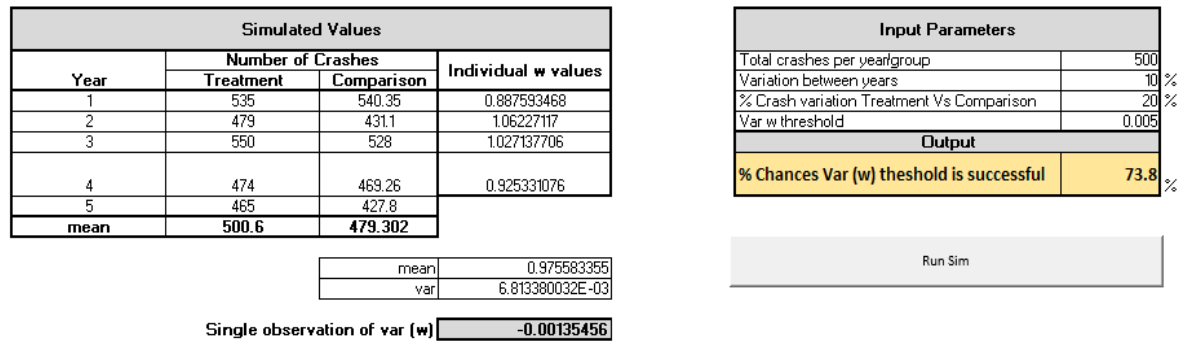 Simulated Values
Number of Crashes
Individual w values
Year Treatment Comparison
1 535 540.35 0.887593468
2 479 431.1 1.06227117
3 550 528 1.027137706
4 474 469.26 0.925331076
5 465 427.8
mean 500.6 479.302
mean 0.975583355
var 6.813380032E-03
Single observation of var (w) -0.00135456
Input Parameters
Total crashes per year/group 500
Variation between years 10 %
% Crash variation Treatment Vs Comparison 20 %
Var w threshold 0.005
Output
% Chances Var (w) theshold is successful 73.8 %
Run Sim